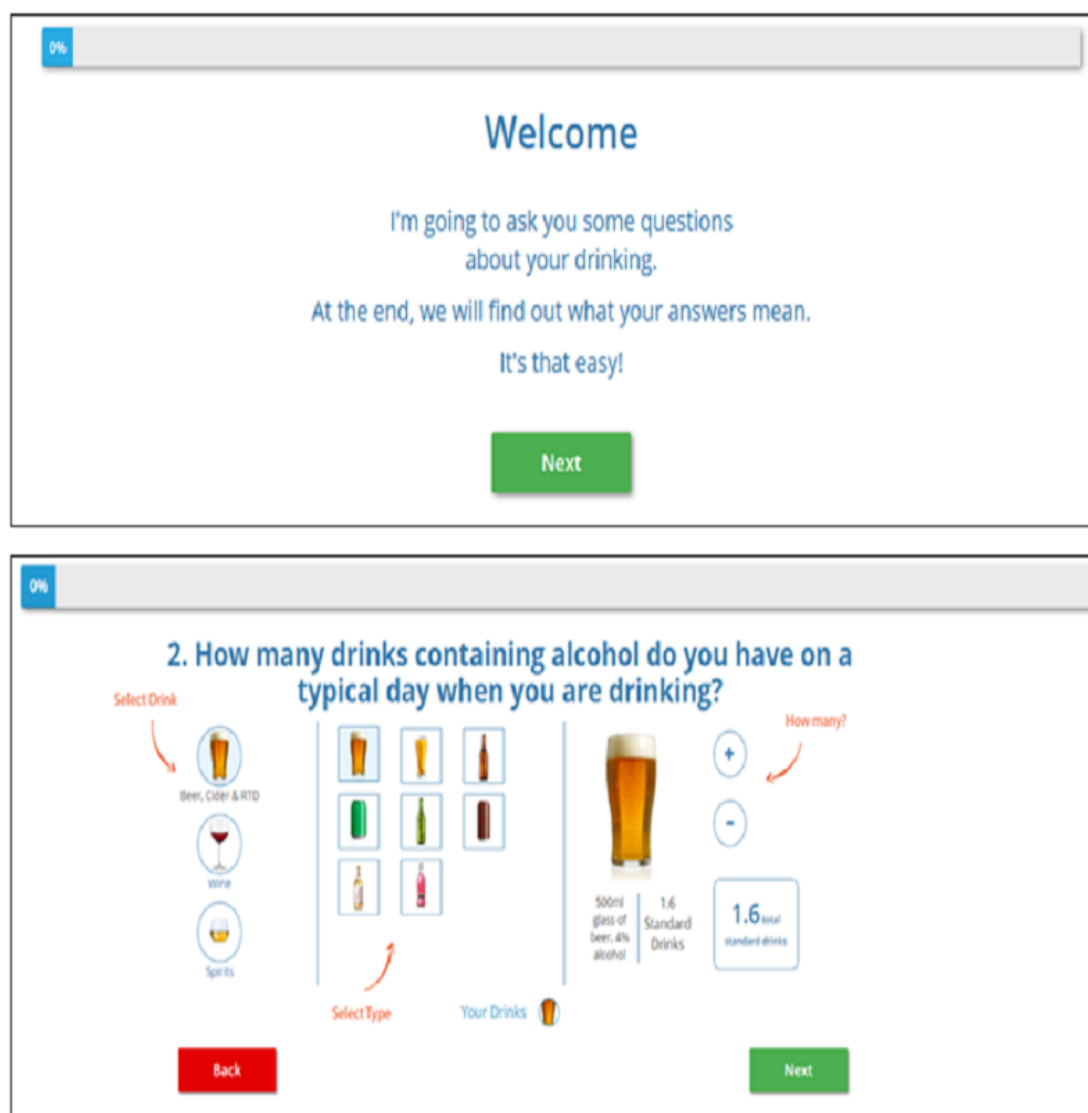 0%
Welcome
I'm going to ask you some questions
about your drinking.
At the end, we will find out what your answers mean.
It's that easy!
Next
0%
2. How many drinks containing alcohol do you have on a
typical day when you are drinking?
Select Drink
How many?
+
-
Beer, Cider & RTD
Wine
Spirits
500ml
glass of
beer, 4%
alcohol
1.6
Standard
Drinks
1.6 total
standard drinks
Select Type
Your Drinks
Back
Next